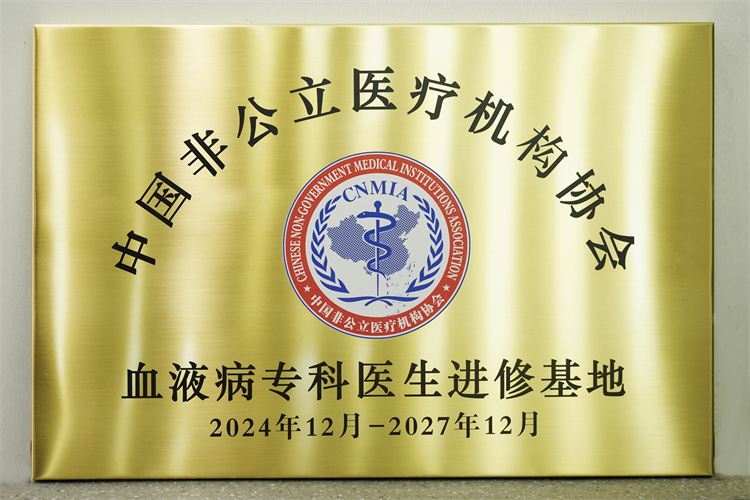 中国非公立医疗机构协会
CHINESE NON-GOVERNMENT MEDICAL INSTITUTIONS ASSOCIATION
CNMIA
★中国非公立医疗机构协会★
血液病专科医生进修基地
2024年12月-2027年12月